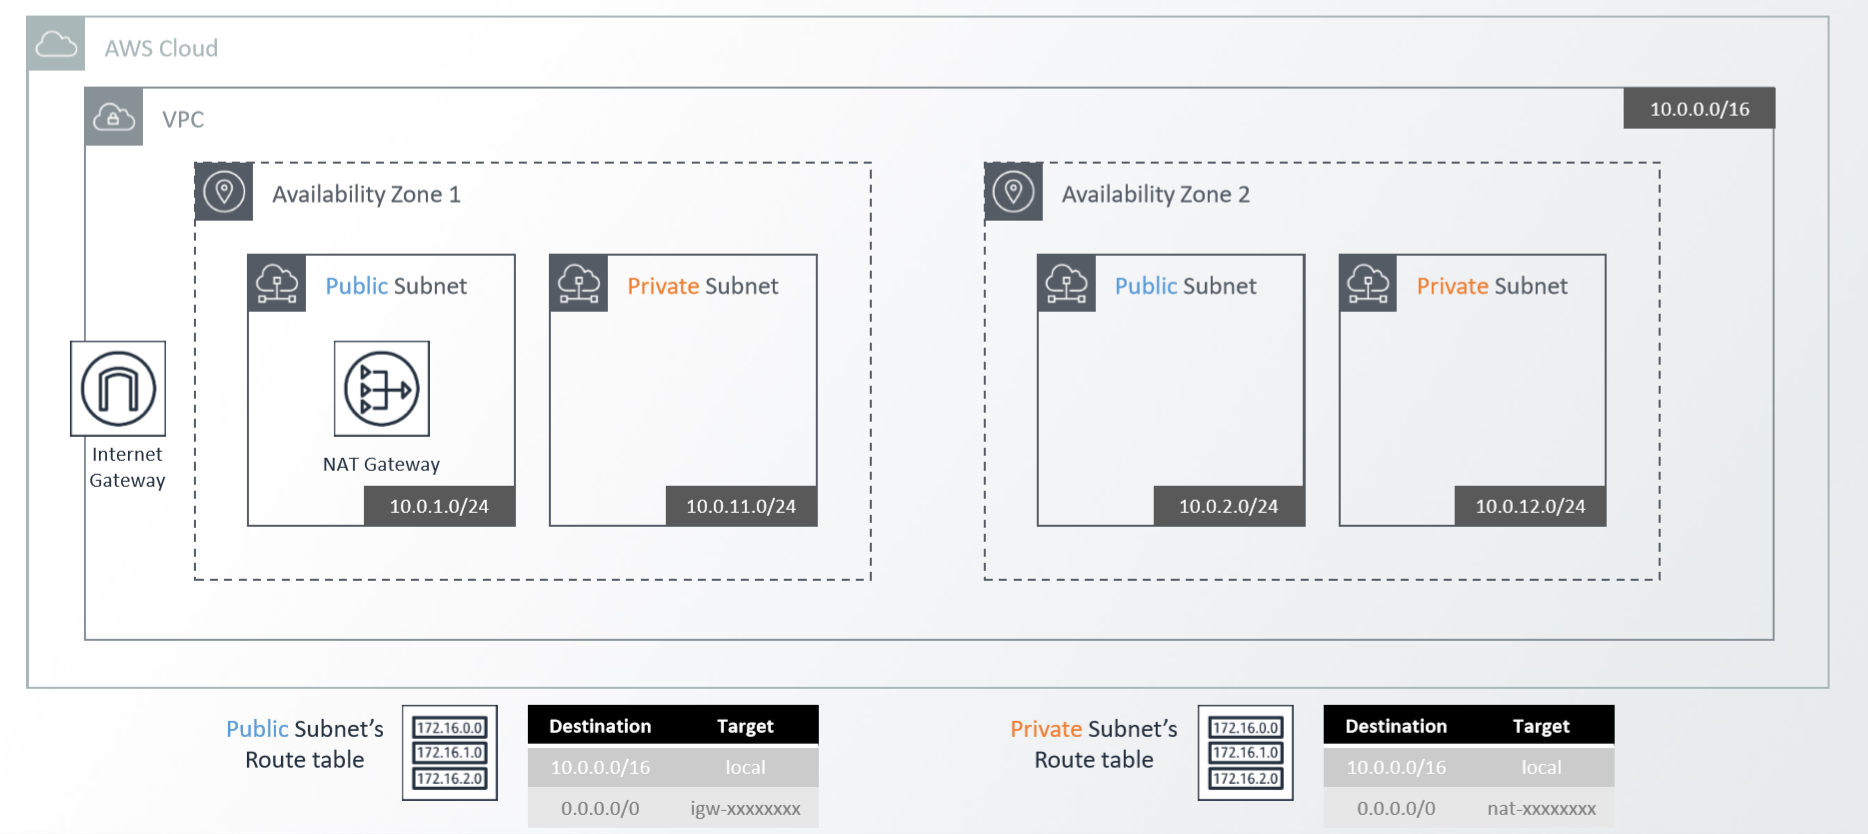 AWS Cloud
VPC
10.0.0.0/16
Availability Zone 1
Availability Zone 2
Public Subnet
Private Subnet
Public Subnet
Private Subnet
Internet
Gateway
NAT Gateway
10.0.1.0/24
10.0.11.0/24
10.0.2.0/24
10.0.12.0/24
Public Subnet's
Route table
172.16.0.0
172.16.1.0
172.16.2.0
Destination Target
10.0.0.0/16 local
0.0.0.0/0 igw-xxxxxxxx
Private Subnet's
Route table
172.16.0.0
172.16.1.0
172.16.2.0
Destination Target
10.0.0.0/16 local
0.0.0.0/0 nat-xxxxxxxx